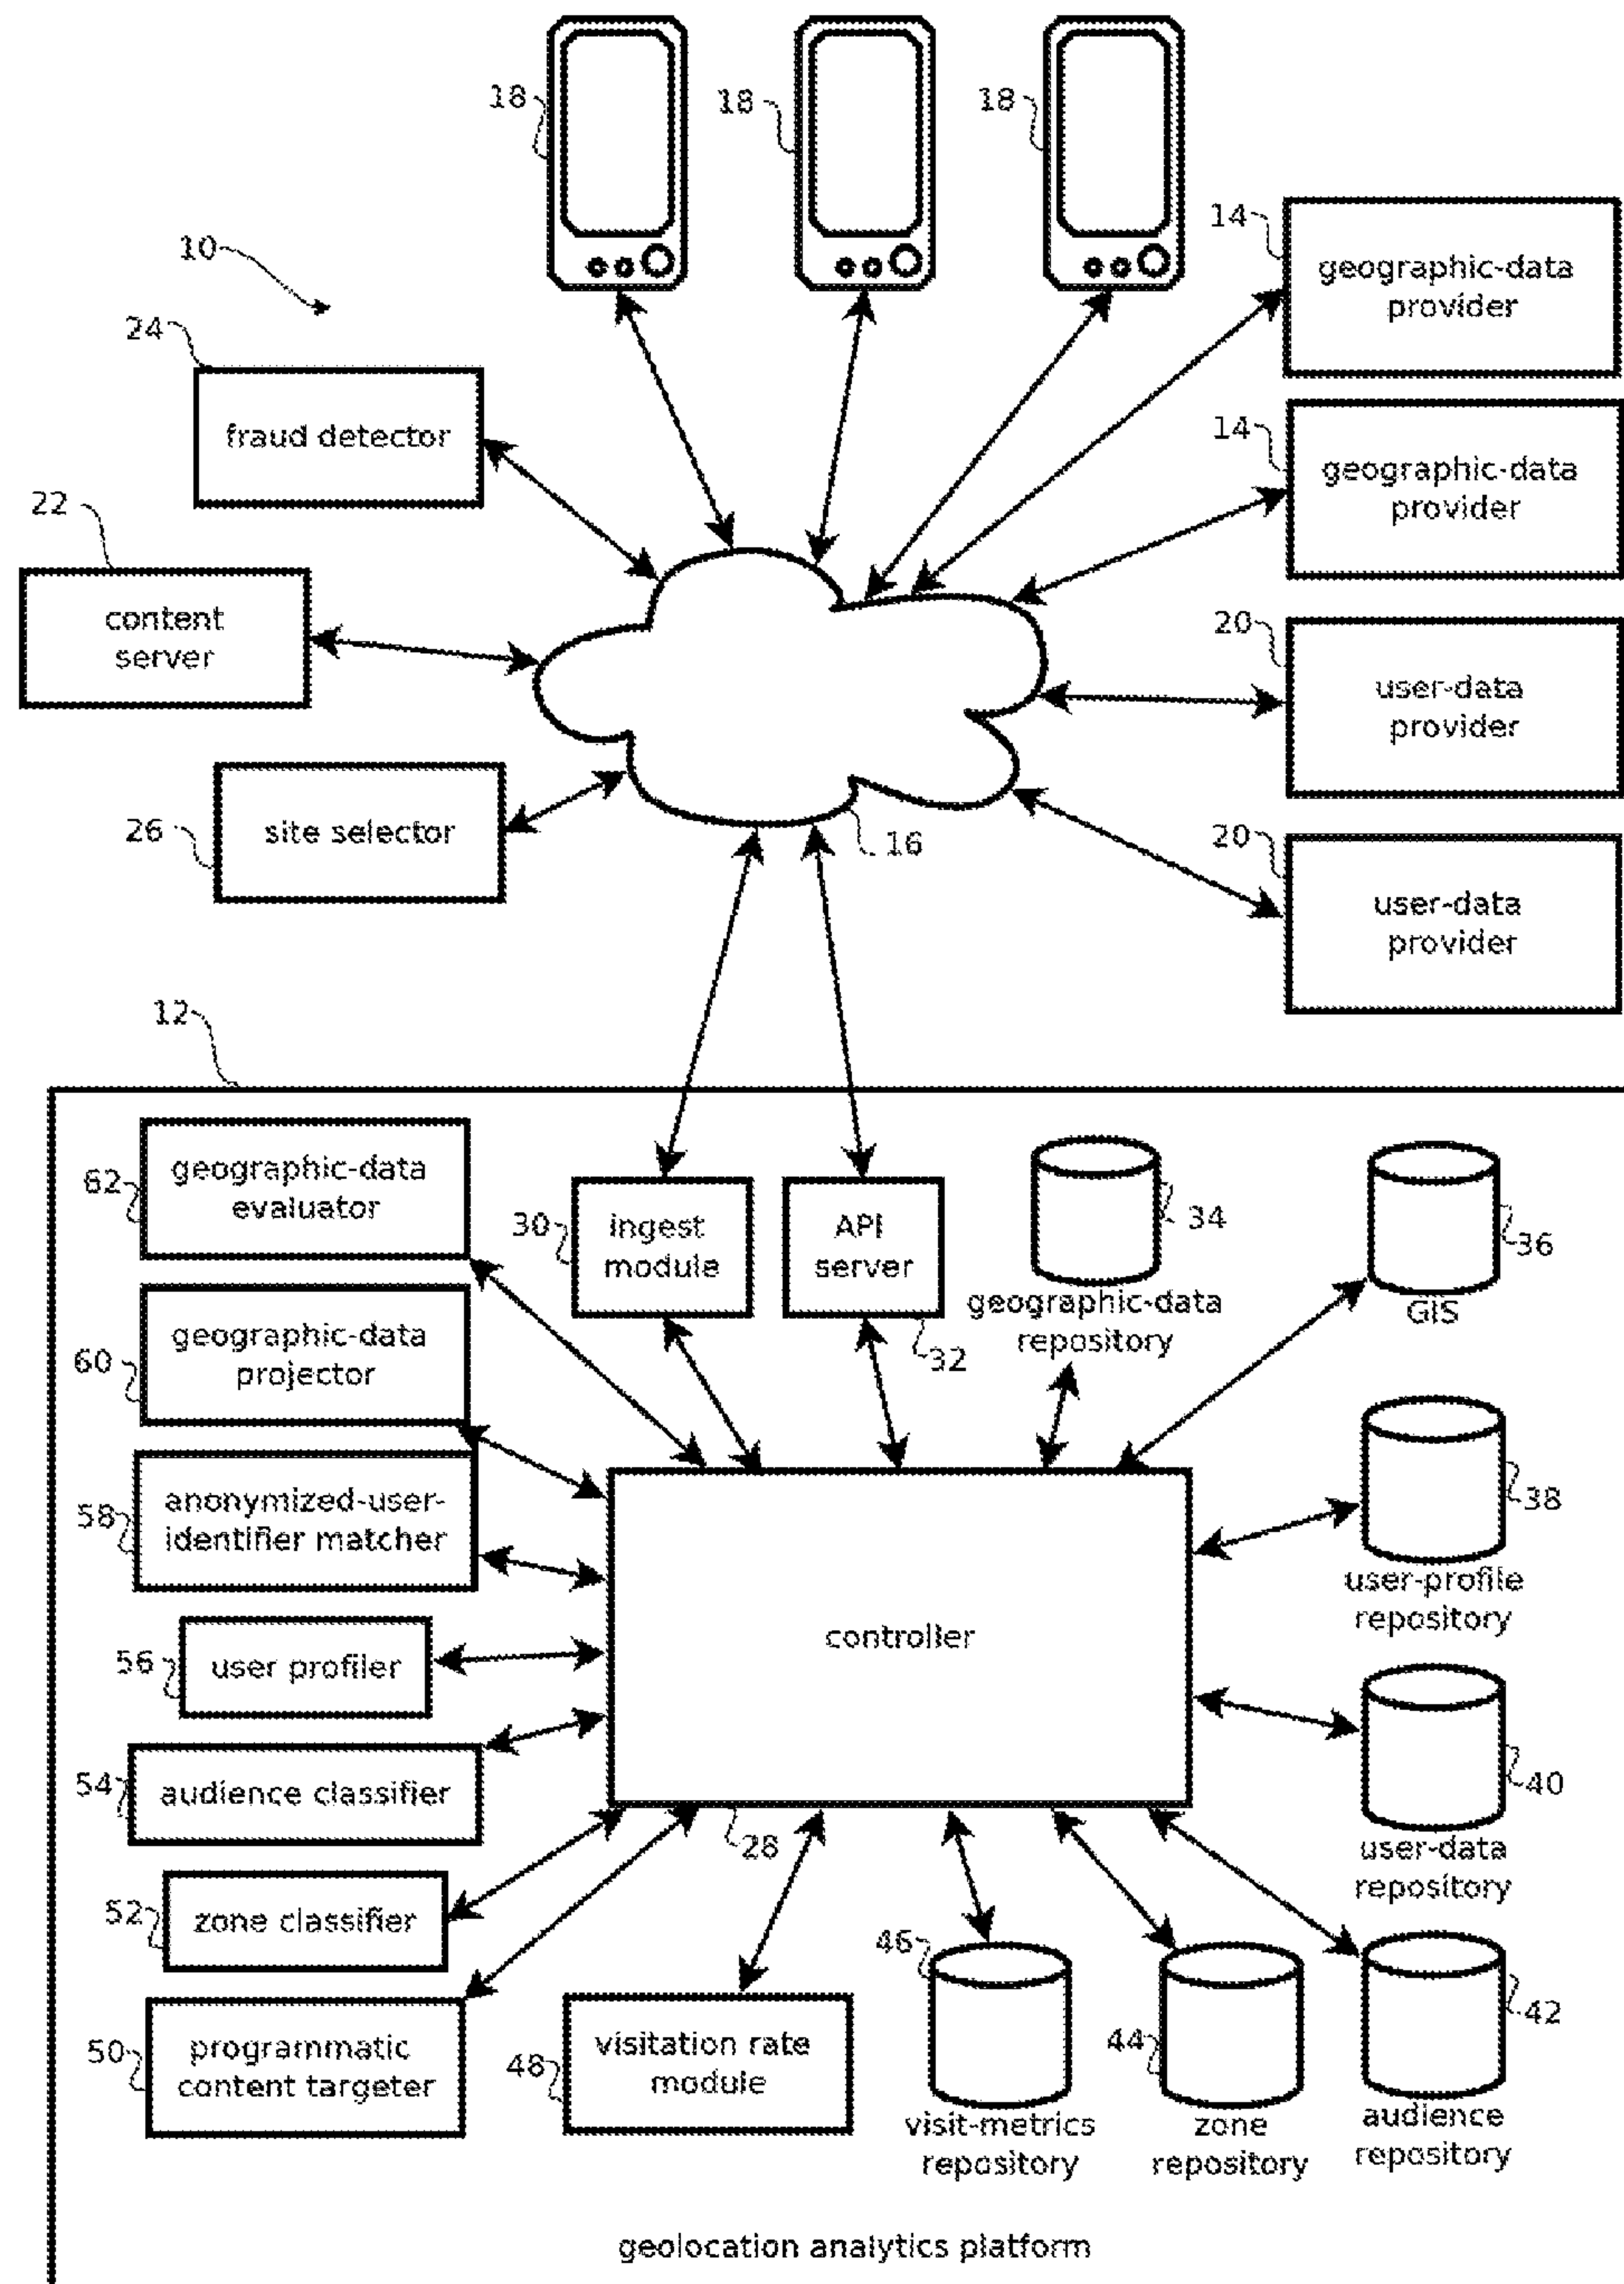 18
18
18
14
geographic-data
provider
10
24
fraud detector
14
geographic-data
provider
22
content
server
20
user-data
provider
26
site selector
16
20
user-data
provider
12
62
geographic-data
evaluator
30
ingest
module
API
server
32
34
geographic-data
repository
36
GIS
60
geographic-data
projector
58
anonymized-user-
identifier matcher
38
user-profile
repository
controller
28
56
user profiler
54
audience classifier
40
user-data
repository
52
zone classifier
50
programmatic
content targeter
48
visitation rate
module
46
visit-metrics
repository
44
zone
repository
42
audience
repository
geolocation analytics platform